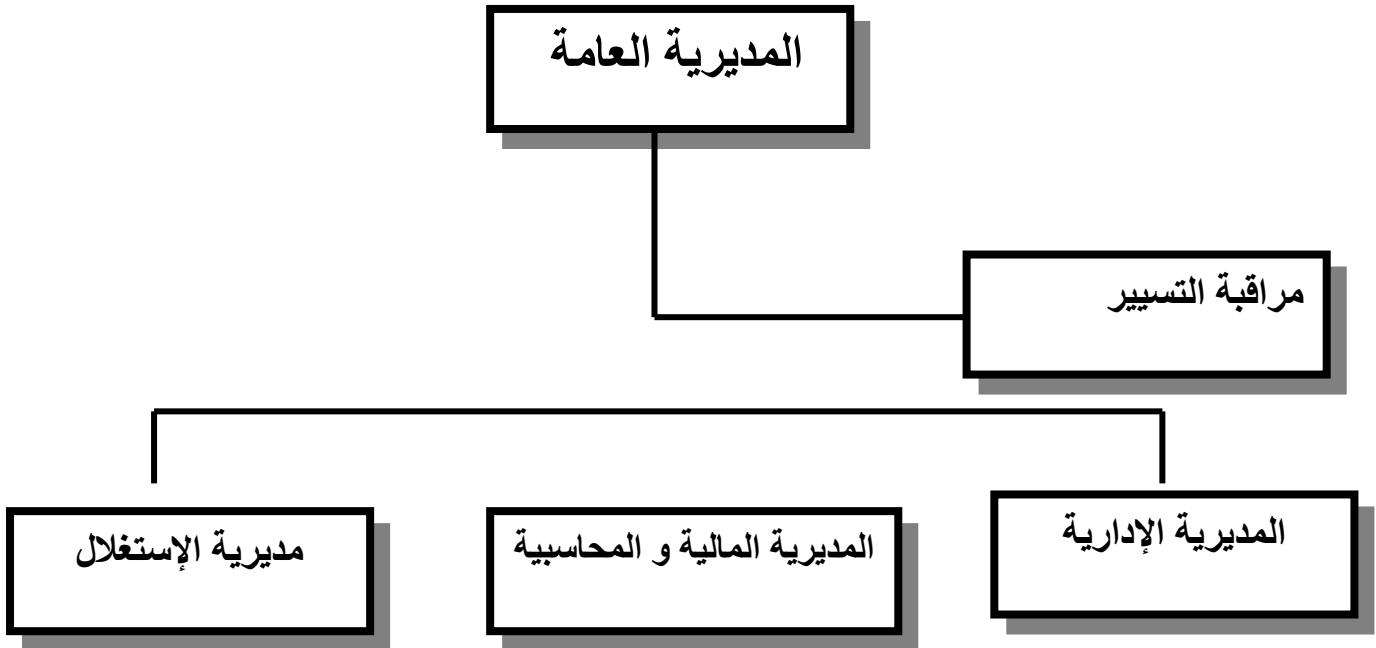 المديرية العامة
مراقبة التسيير
المديرية الإدارية
المديرية المالية و المحاسبية
مديرية الإستغلال